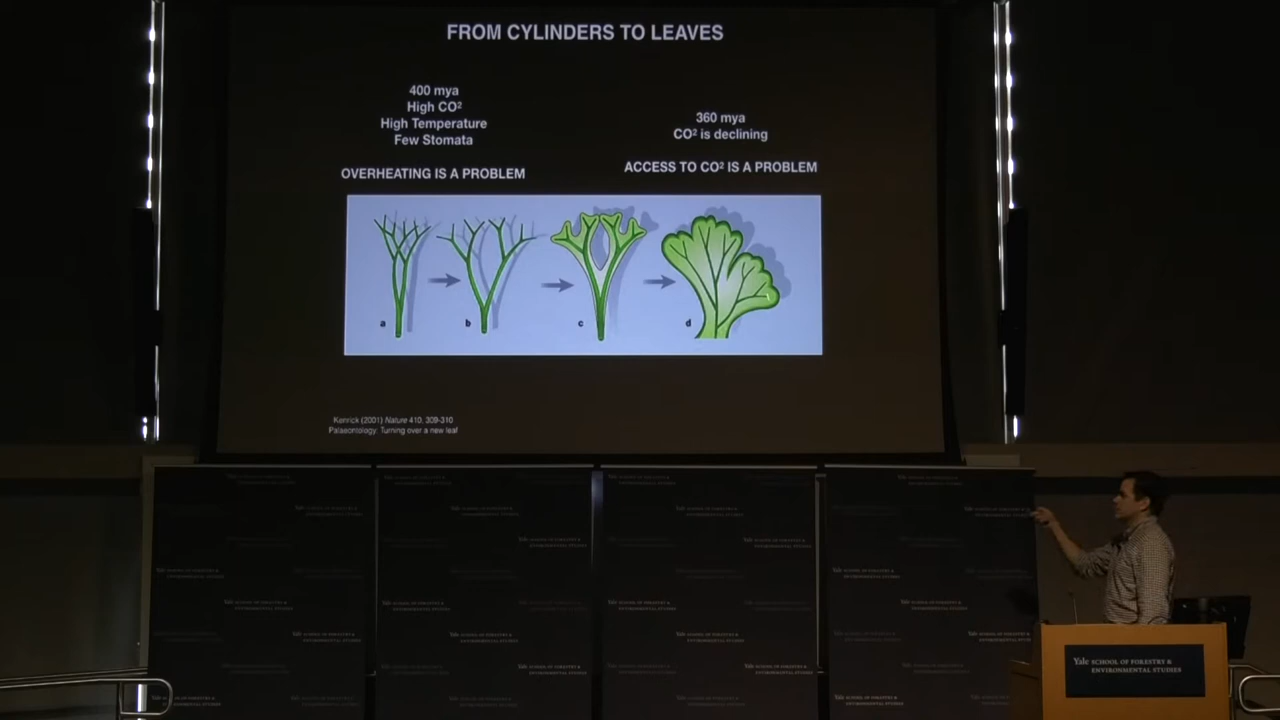 FROM CYLINDERS TO LEAVES
400 mya
High CO²
High Temperature
Few Stomata
OVERHEATING IS A PROBLEM
360 mya
CO² is declining
ACCESS TO CO² IS A PROBLEM
a
b
c
d
Kenrick (2001) Nature 410, 309-310
Palaeontology: Turning over a new leaf
Yale SCHOOL OF FORESTRY &
ENVIRONMENTAL STUDIES